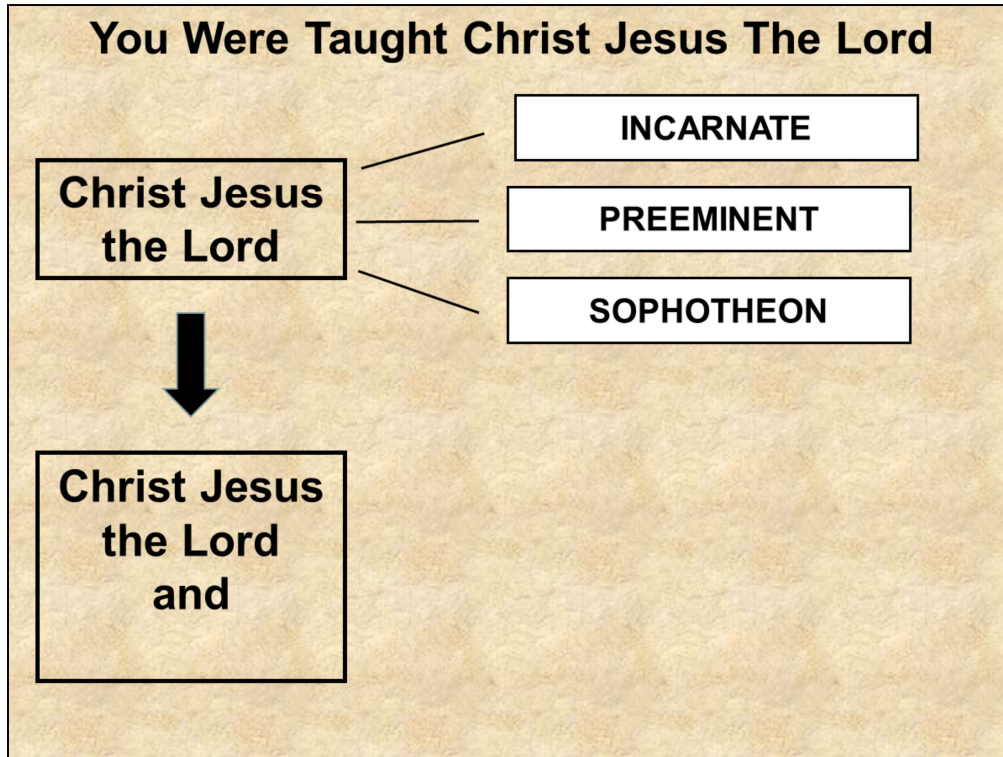 You Were Taught Christ Jesus The Lord
INCARNATE
Christ Jesus
the Lord
PREEMINENT
SOPHOTHEON
Christ Jesus
the Lord
and